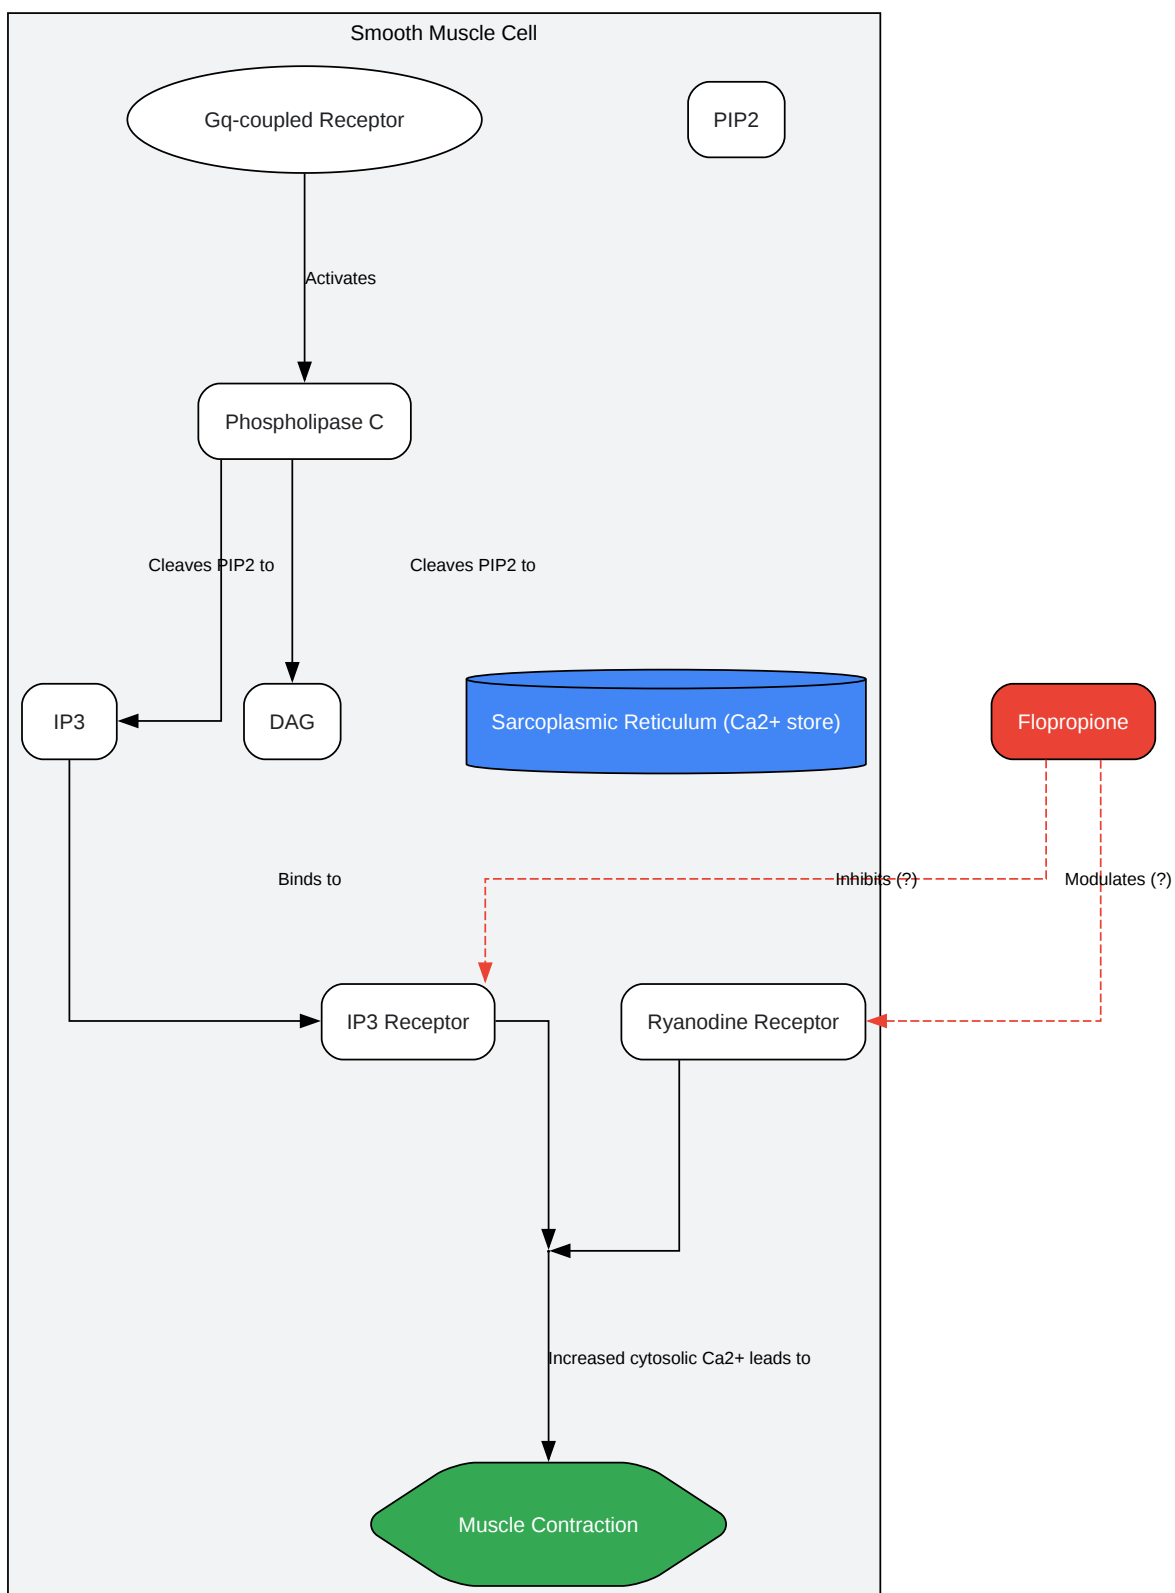 Smooth Muscle Cell
Gq-coupled Receptor
PIP2
Activates
Phospholipase C
Cleaves PIP2 to
Cleaves PIP2 to
IP3
DAG
Sarcoplasmic Reticulum (Ca2+ store)
Flopropione
Binds to
Inhibits (?)
Modulates (?)
IP3 Receptor
Ryanodine Receptor
Increased cytosolic Ca2+ leads to
Muscle Contraction